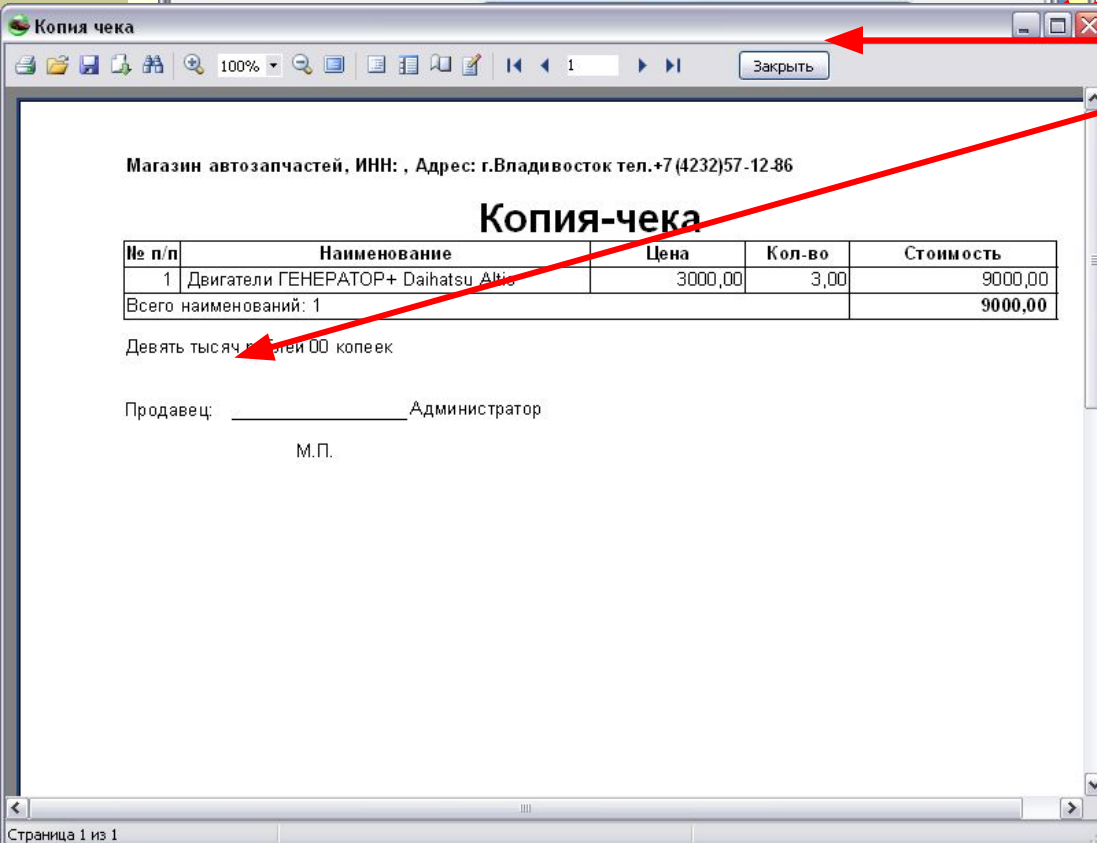 Копия чека
100% 1 Закрыть
Магазин автозапчастей, ИНН: , Адрес: г.Владивосток тел.+7(4232)57-12-86
Копия-чека
№ п/п Наименование Цена Кол-во Стоимость
1 Двигатели ГЕНЕРАТОР+ Daihatsu Altis 3000,00 3,00 9000,00
Всего наименований: 1 9000,00
Девять тысяч рублей 00 копеек
Продавец: Администратор
М.П.
Страница 1 из 1